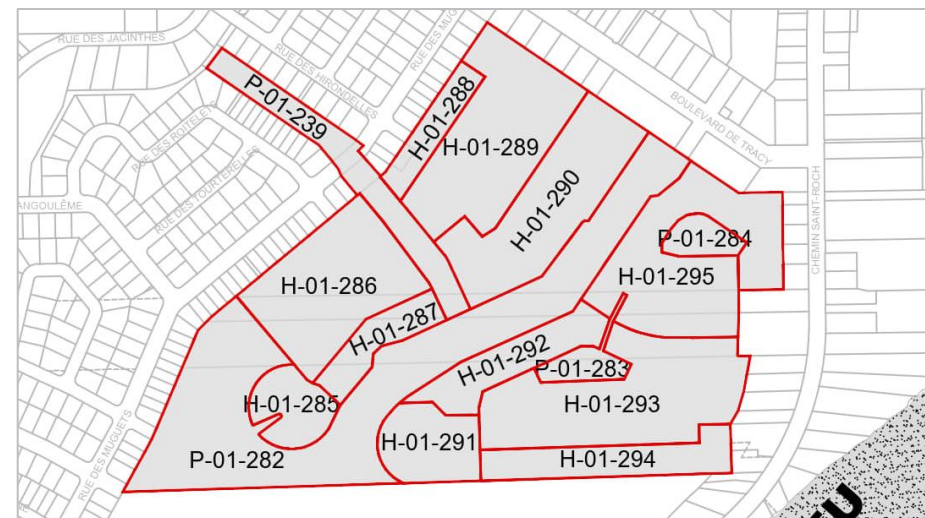 RUE DES JACINTHES
RUE DES HIRONDELLES
RUE DES MUG
P-01-239
H-01-288
BOULEVARD DE TRACY
RUE DES ROITELETS
H-01-289
RUE DES TOURTERELLES
H-01-290
ANGOULÊME
CHEMIN SAINT-ROCH
P-01-284
H-01-295
H-01-286
H-01-287
H-01-292
P-01-283
H-01-285
H-01-293
H-01-291
P-01-282
H-01-294
RUE DES MUGUETS
EU